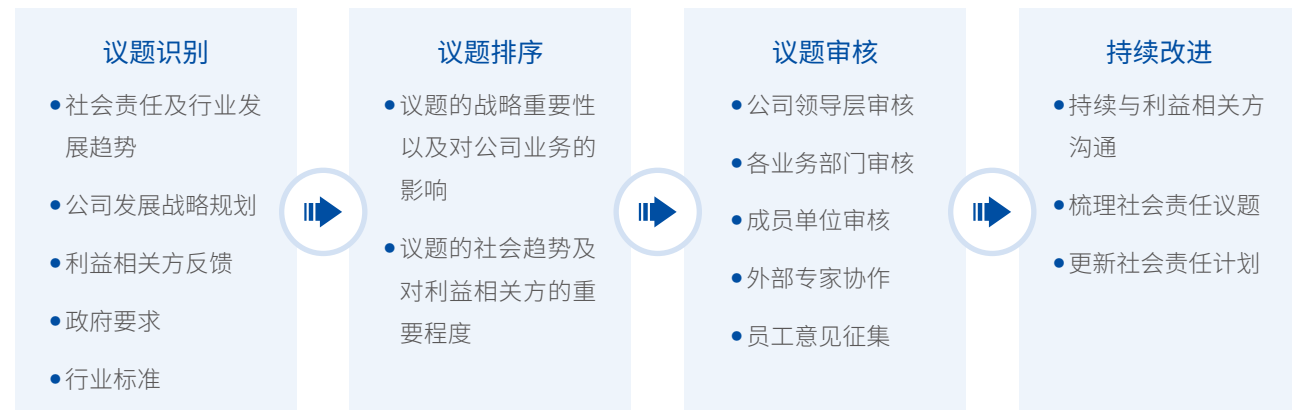 议题识别
●社会责任及行业发
展趋势
●公司发展战略规划
●利益相关方反馈
●政府要求
●行业标准
议题排序
●议题的战略重要性
以及对公司业务的
影响
●议题的社会趋势及
对利益相关方的重
要程度
议题审核
●公司领导层审核
●各业务部门审核
●成员单位审核
●外部专家协作
●员工意见征集
持续改进
●持续与利益相关方
沟通
●梳理社会责任议题
●更新社会责任计划